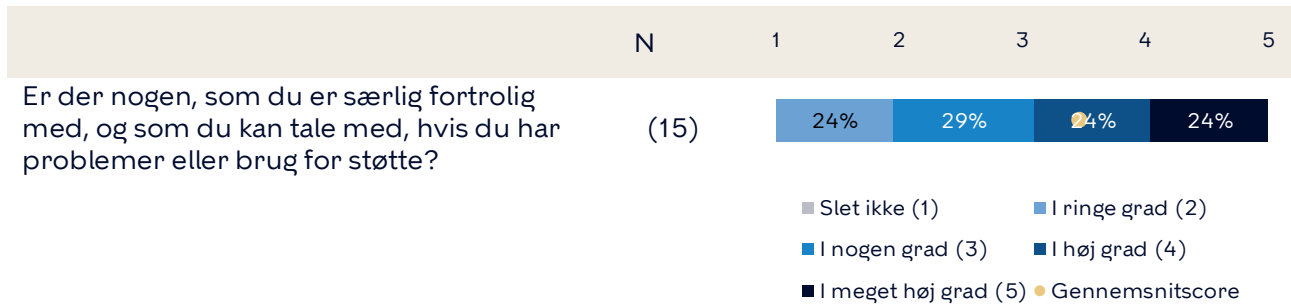 N 1 2 3 4 5
Er der nogen, som du er særlig fortrolig
med, og som du kan tale med, hvis du har
problemer eller brug for støtte?
(15)
24% 29% 24% 24%
Slet ikke (1) I ringe grad (2)
I nogen grad (3) I høj grad (4)
I meget høj grad (5) Gennemsnitscore